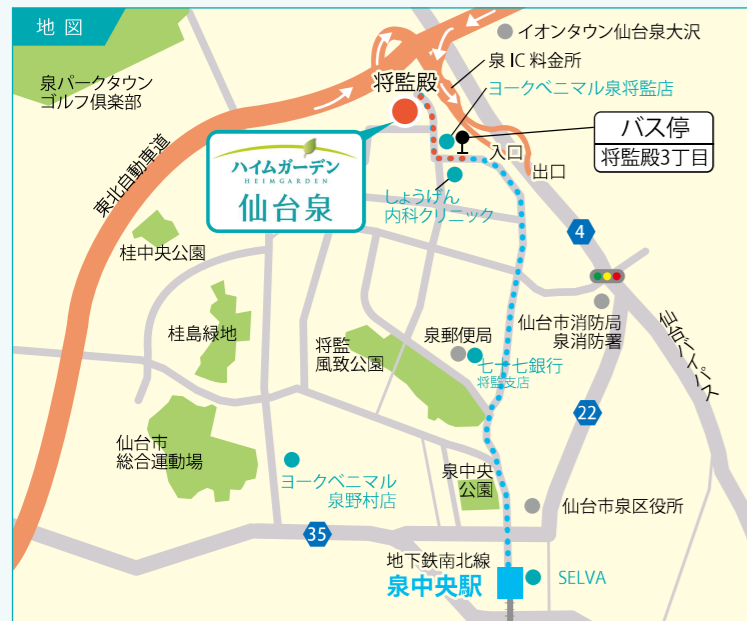 地図
イオンタウン仙台泉大沢
泉IC料金所
泉パークタウン
ゴルフ倶楽部
将監殿
ヨークベニマル泉将監店
バス停
将監殿3丁目
入口
出口
ハイムガーデン
HEIMGARDEN
仙台泉
しょうげん
内科クリニック
東北自動車道
4
桂中央公園
桂島緑地
将監
風致公園
泉郵便局
七十七銀行
将監支店
仙台市消防局
泉消防署
仙台バイパス
22
仙台市
総合運動場
ヨークベニマル
泉野村店
泉中央
公園
仙台市泉区役所
35
地下鉄南北線
泉中央駅
SELVA